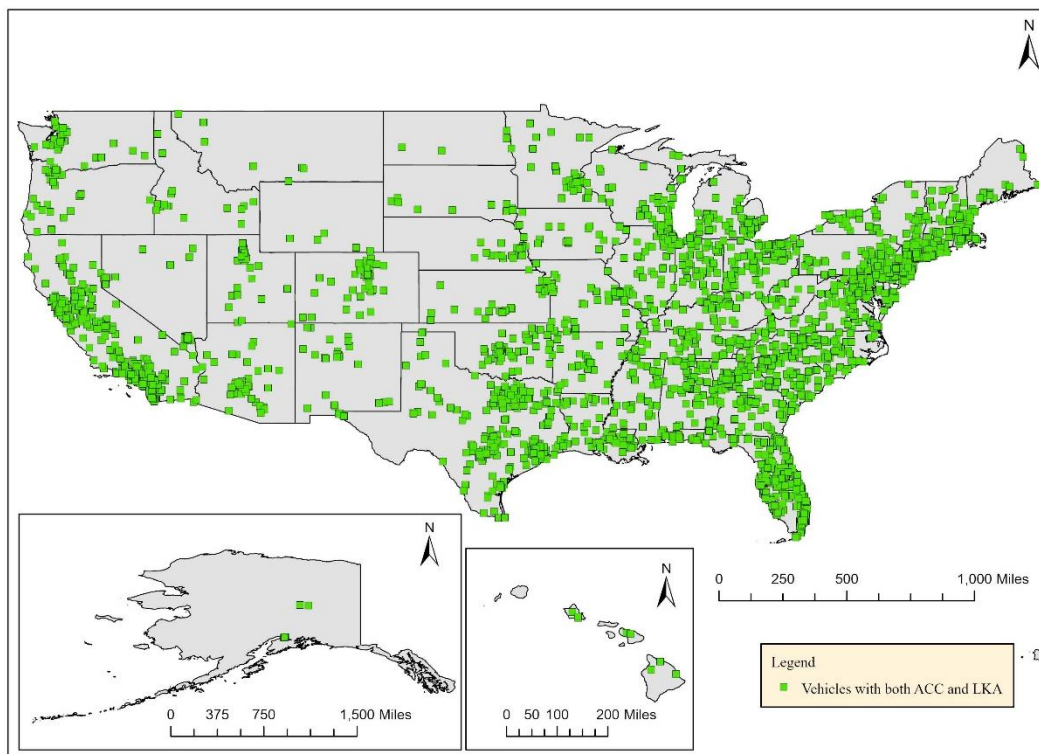 N
N
N
0 250 500 1,000 Miles
0 375 750 1,500 Miles
0 50 100 200 Miles
Legend
Vehicles with both ACC and LKA